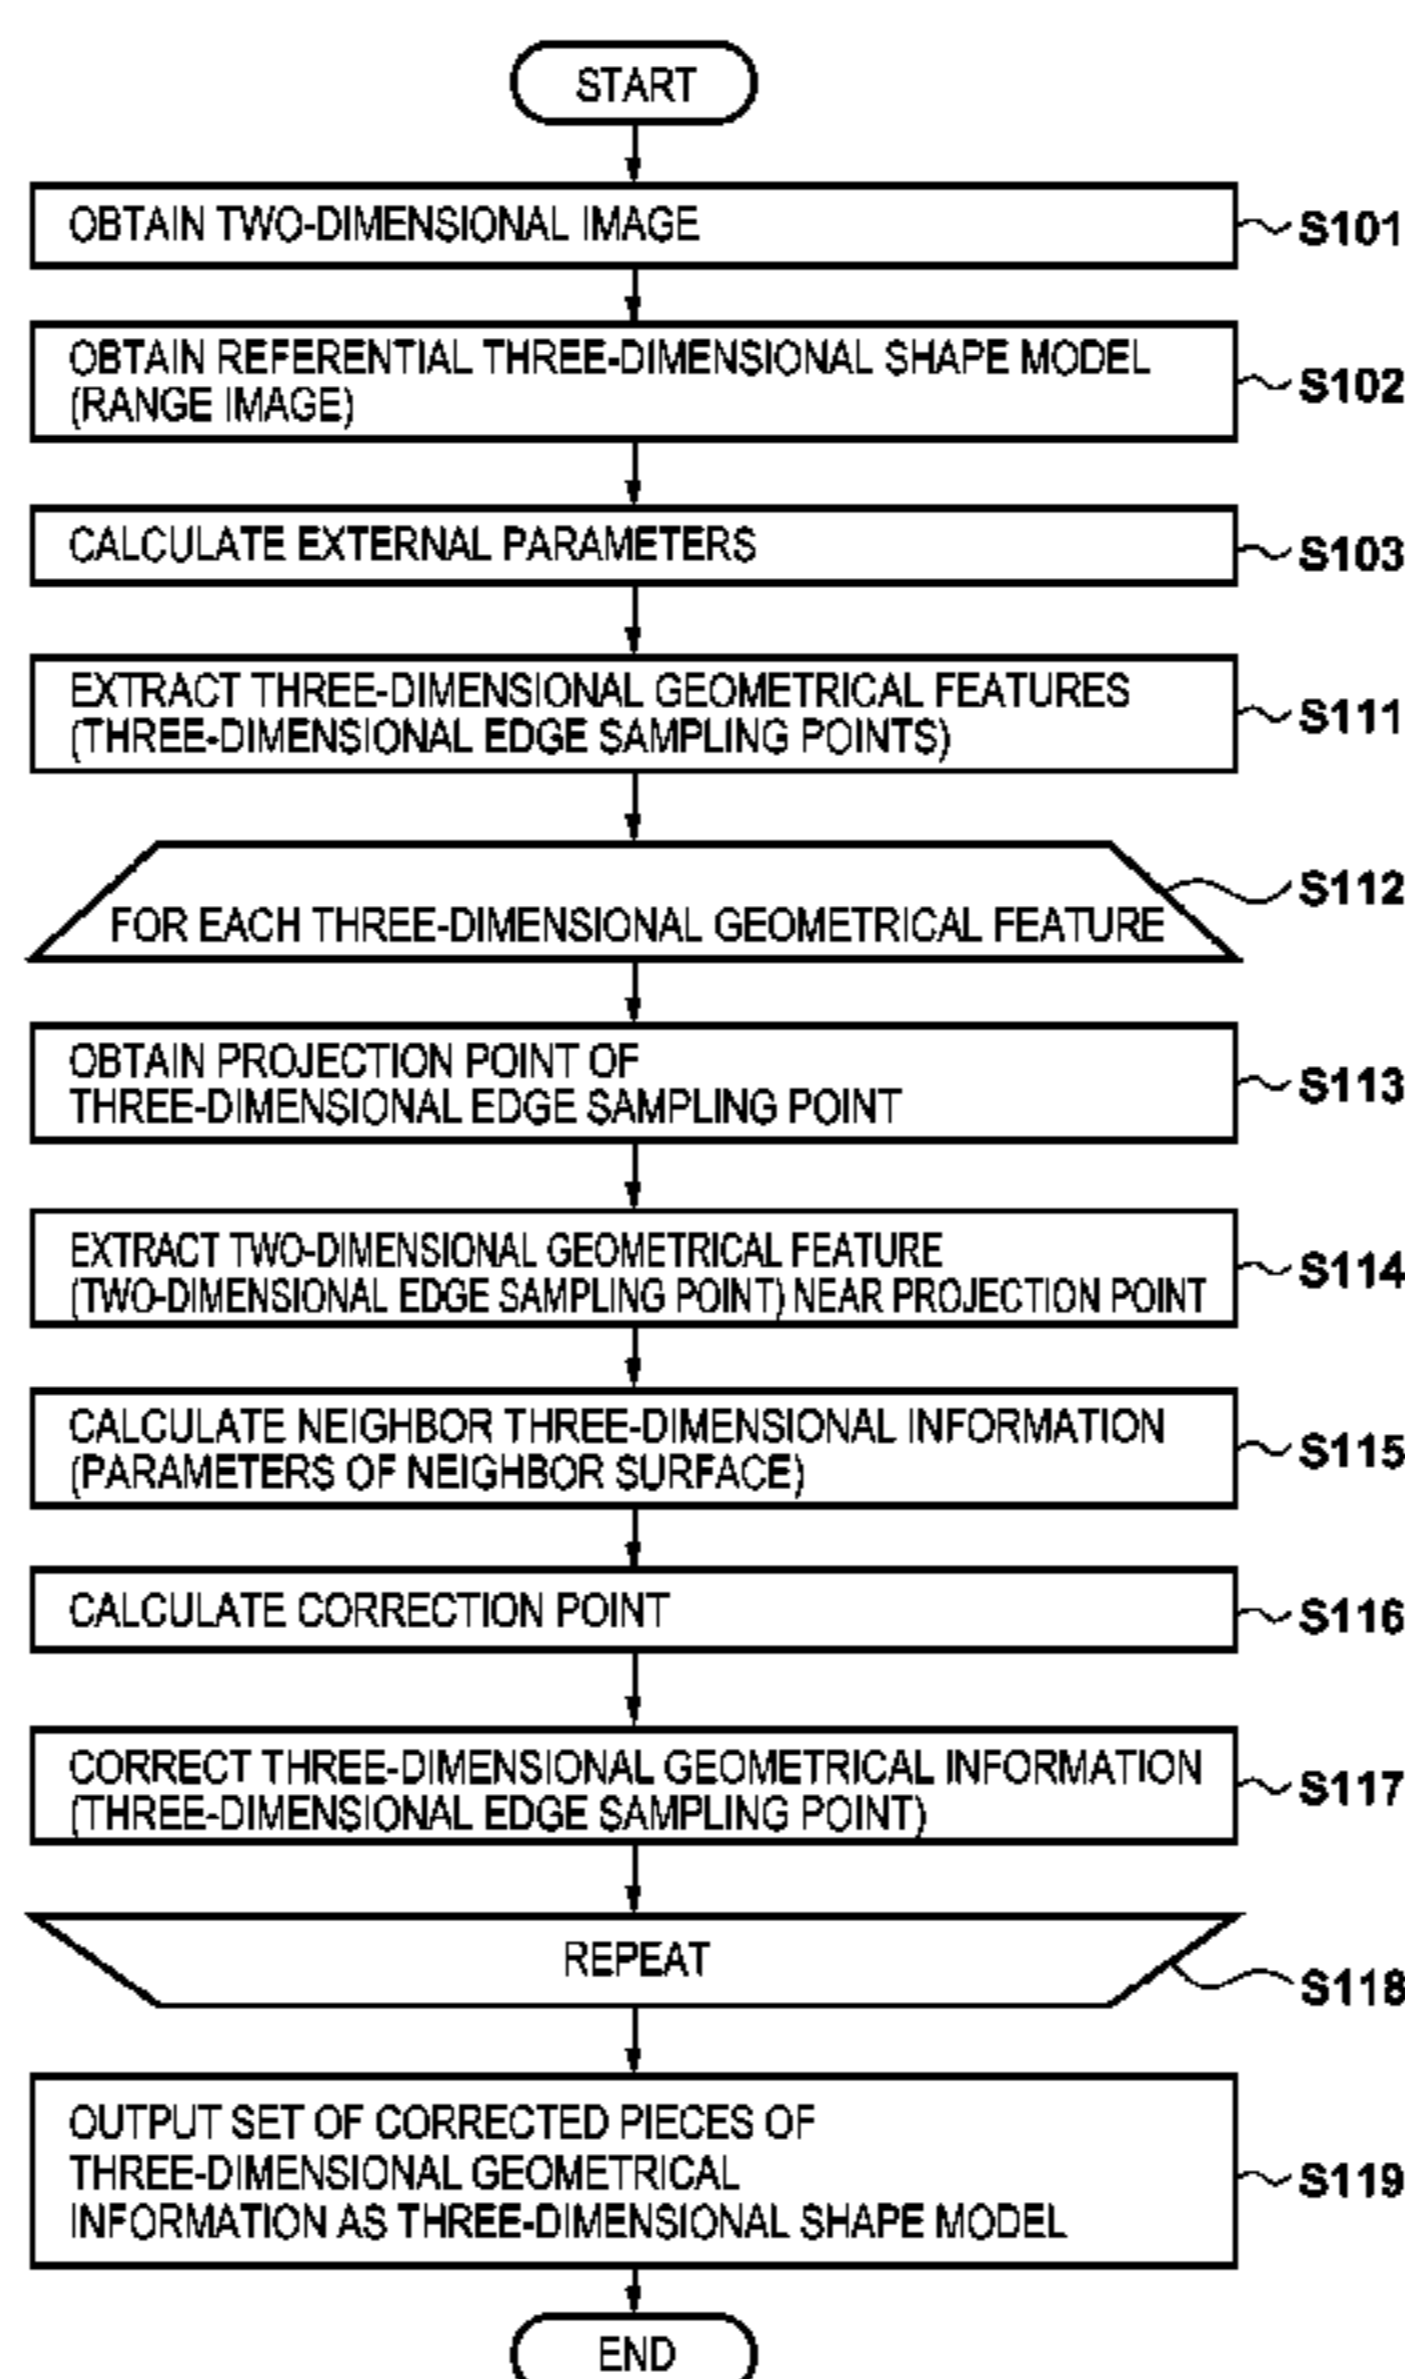 START
OBTAIN TWO-DIMENSIONAL IMAGE
S101
OBTAIN REFERENTIAL THREE-DIMENSIONAL SHAPE MODEL
(RANGE IMAGE)
S102
CALCULATE EXTERNAL PARAMETERS
S103
EXTRACT THREE-DIMENSIONAL GEOMETRICAL FEATURES
(THREE-DIMENSIONAL EDGE SAMPLING POINTS)
S111
FOR EACH THREE-DIMENSIONAL GEOMETRICAL FEATURE
S112
OBTAIN PROJECTION POINT OF
THREE-DIMENSIONAL EDGE SAMPLING POINT
S113
EXTRACT TWO-DIMENSIONAL GEOMETRICAL FEATURE
(TWO-DIMENSIONAL EDGE SAMPLING POINT) NEAR PROJECTION POINT
S114
CALCULATE NEIGHBOR THREE-DIMENSIONAL INFORMATION
(PARAMETERS OF NEIGHBOR SURFACE)
S115
CALCULATE CORRECTION POINT
S116
CORRECT THREE-DIMENSIONAL GEOMETRICAL INFORMATION
(THREE-DIMENSIONAL EDGE SAMPLING POINT)
S117
REPEAT
S118
OUTPUT SET OF CORRECTED PIECES OF
THREE-DIMENSIONAL GEOMETRICAL
INFORMATION AS THREE-DIMENSIONAL SHAPE MODEL
S119
END